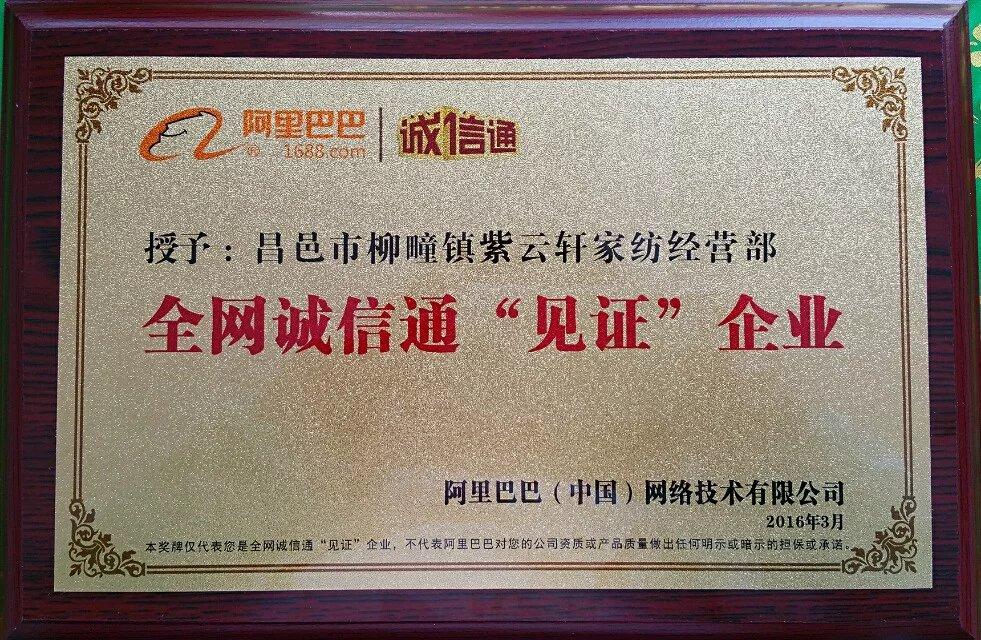 阿里巴巴 诚信通
® 1688.com
授予：昌邑市柳疃镇紫云轩家纺经营部
全网诚信通“见证”企业
阿里巴巴（中国）网络技术有限公司
2016年3月
本奖牌仅代表您是全网诚信通“见证”企业，不代表阿里巴巴对您的公司资质或产品质量做出任何明示或暗示的担保或承诺。